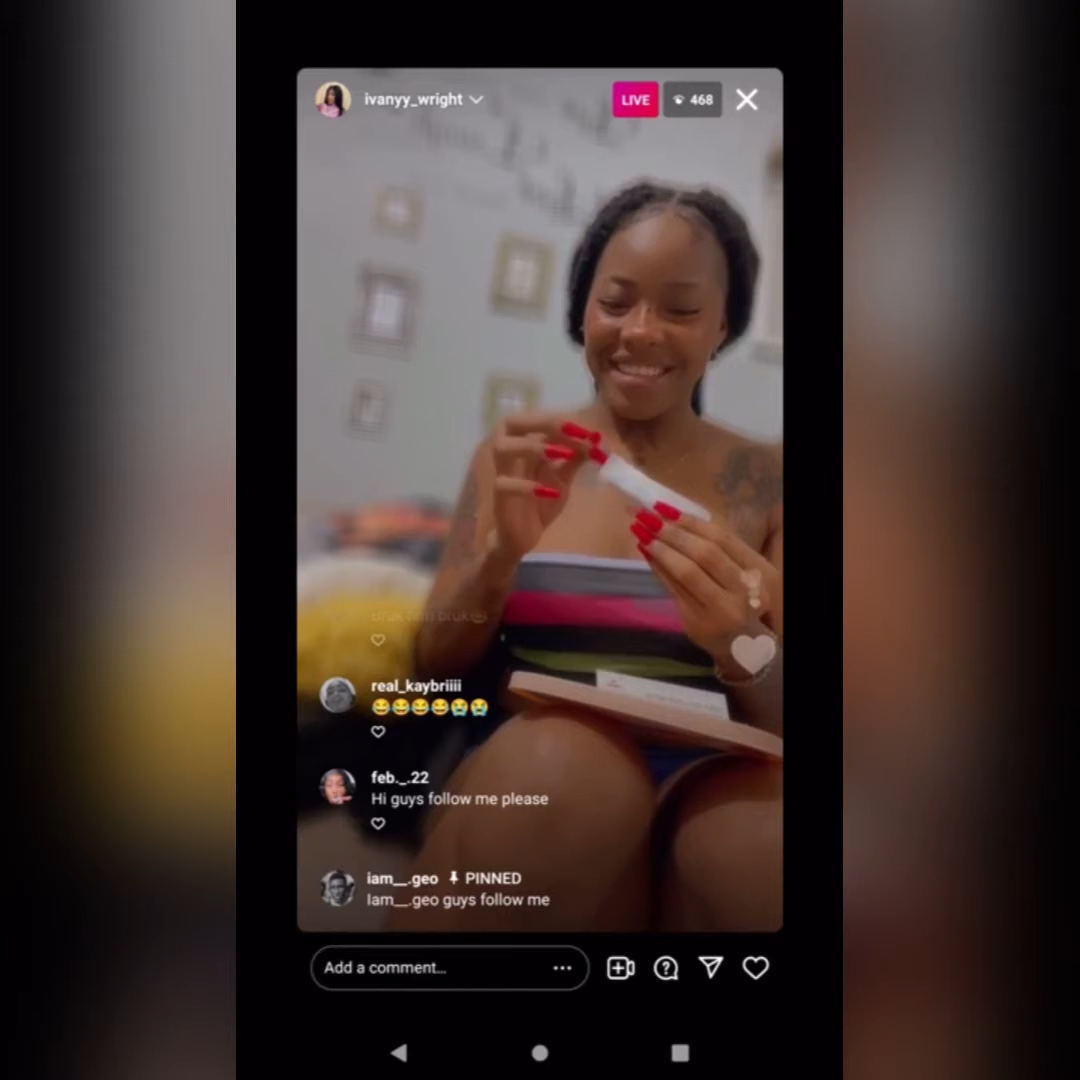 ivanyy_wright
LIVE
468
real_kaybriiii
😂😂😂😂😭😭
feb._.22
Hi guys follow me please
iam__.geo PINNED
Iam__.geo guys follow me
Add a comment...